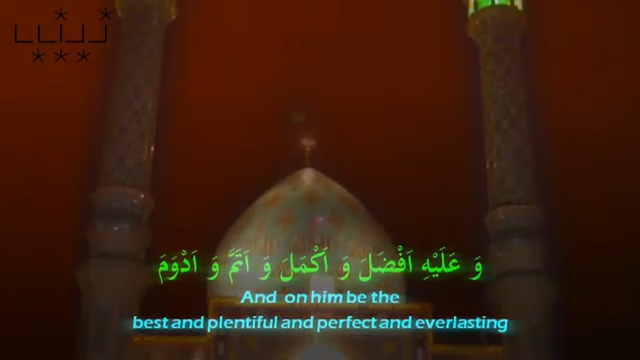 وَ عَلَيْهِ اَفْضَلَ وَ اَكْمَلَ وَ اَتَمَّ وَ اَدْوَمَ
And on him be the
best and plentiful and perfect and everlasting